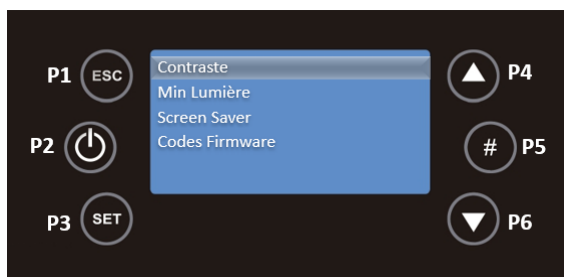 P1 ESC
Contraste
P4
Min Lumière
Screen Saver
P2
Codes Firmware
# P5
P3 SET
P6